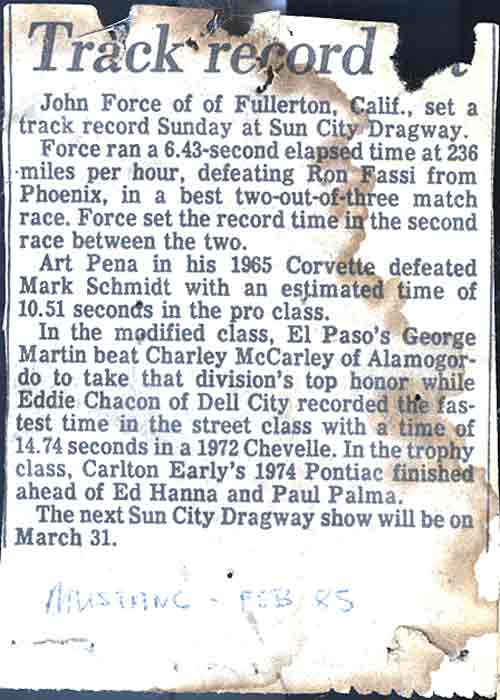 Track record
John Force of of Fullerton, Calif., set a
track record Sunday at Sun City Dragway.
Force ran a 6.43-second elapsed time at 236
miles per hour, defeating Ron Fassi from
Phoenix, in a best two-out-of-three match
race. Force set the record time in the second
race between the two.
Art Pena in his 1965 Corvette defeated
Mark Schmidt with an estimated time of
10.51 seconds in the pro class.
In the modified class, El Paso's George
Martin beat Charley McCarley of Alamogor-
do to take that division's top honor while
Eddie Chacon of Dell City recorded the fas-
test time in the street class with a time of
14.74 seconds in a 1972 Chevelle. In the trophy
class, Carlton Early's 1974 Pontiac finished
ahead of Ed Hanna and Paul Palma.
The next Sun City Dragway show will be on
March 31.
MUSTANG - FEB 85